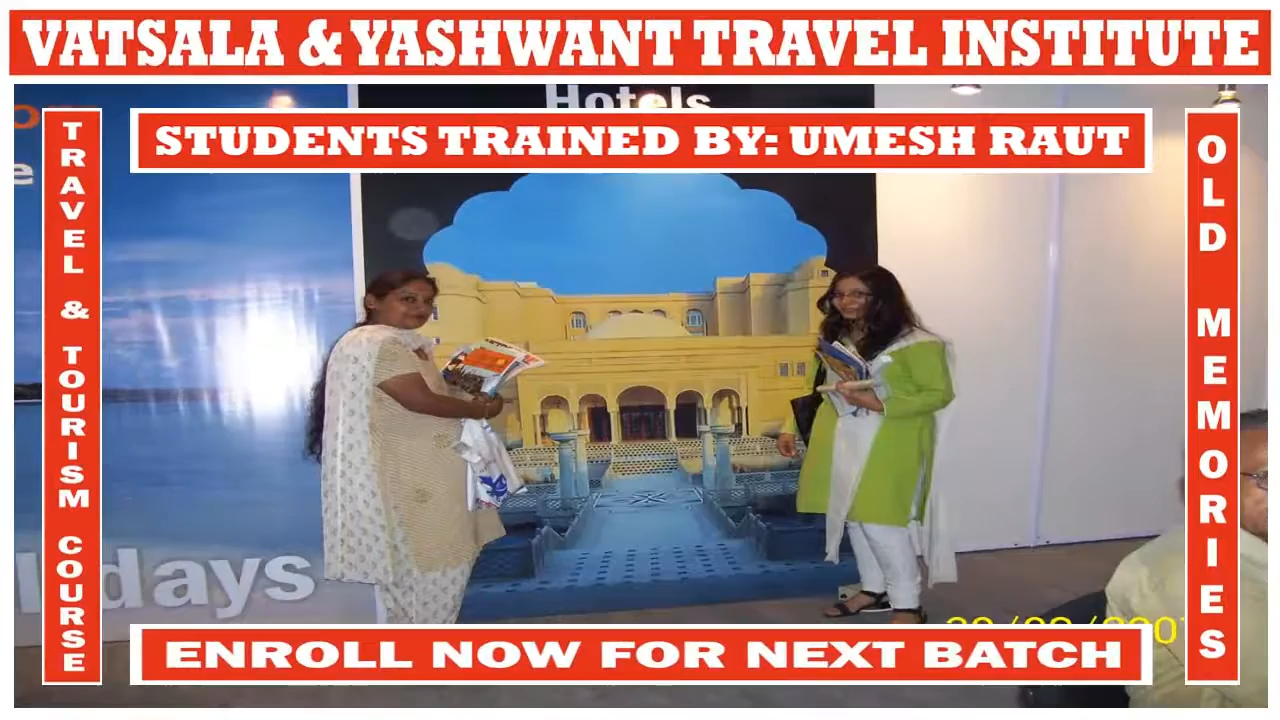 VATSALA & YASHWANT TRAVEL INSTITUTE
Hotels
STUDENTS TRAINED BY: UMESH RAUT
TRAVEL & TOURISM COURSE
OLD MEMORIES
days
ENROLL NOW FOR NEXT BATCH